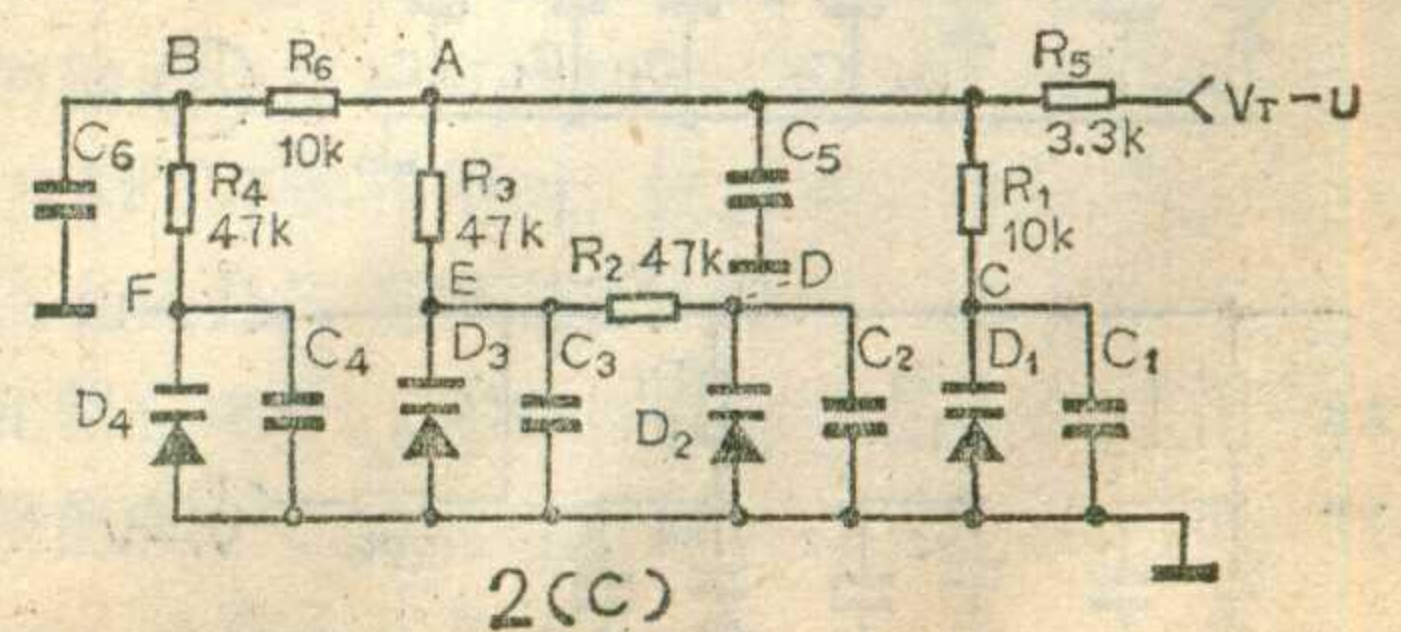 B R6 A R5
VT-U
C6 10k C5 3.3k
R4 R3 R1
47k 47k 10k
R2 47k
F E D C
D4 C4 D3 C3 D2 C2 D1 C1
2(C)